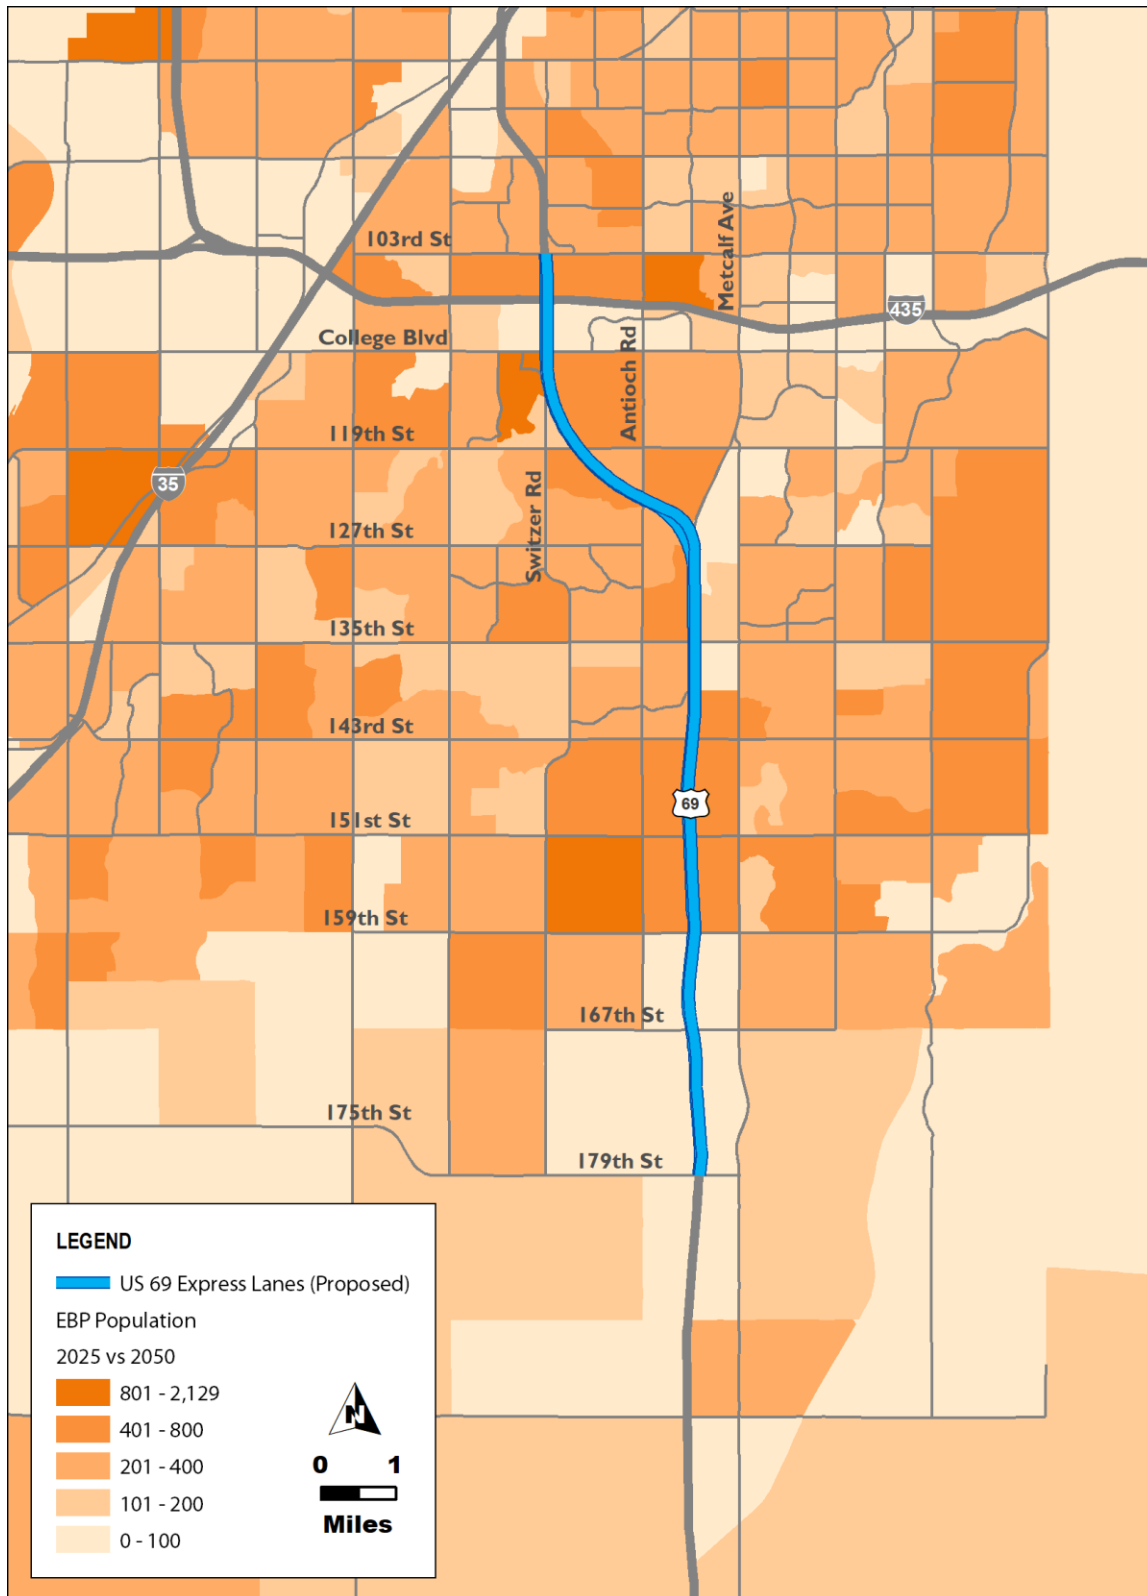 Metcalf Ave
103rd St
435
College Blvd
Antioch Rd
119th St
35
Switzer Rd
127th St
135th St
143rd St
69
151st St
159th St
167th St
175th St
179th St
LEGEND
US 69 Express Lanes (Proposed)
EBP Population
2025 vs 2050
801 - 2,129
401 - 800
201 - 400
101 - 200
0 - 100
N
0 1
Miles